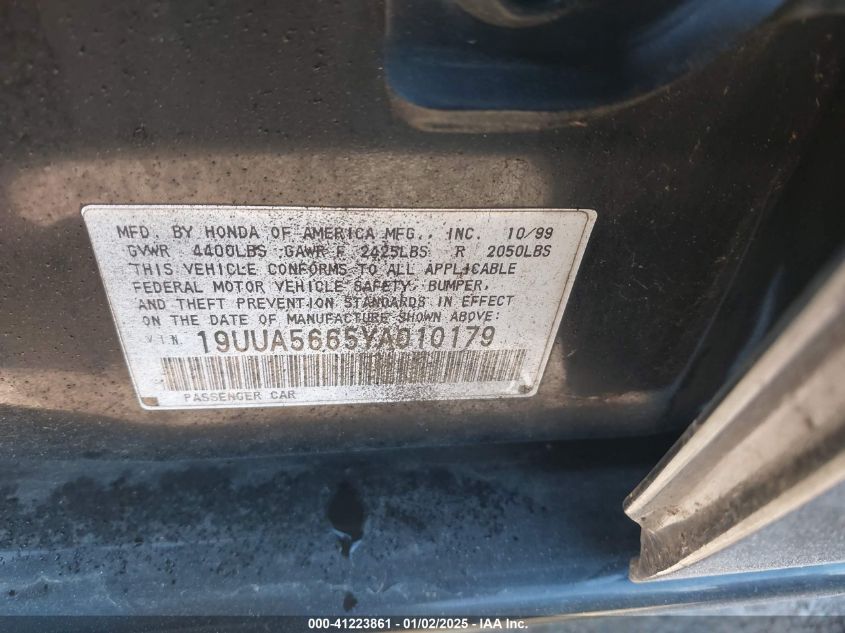 MFD. BY HONDA OF AMERICA MFG., INC. 10/99
GVWR 4400LBS GAWR F 2425LBS R 2050LBS
THIS VEHICLE CONFORMS TO ALL APPLICABLE
FEDERAL MOTOR VEHICLE SAFETY, BUMPER,
AND THEFT PREVENTION STANDARDS IN EFFECT
ON THE DATE OF MANUFACTURE SHOWN ABOVE:
V.I.N. 19UUA5665YA010179
PASSENGER CAR
000-41223861 - 01/02/2025 - IAA Inc.